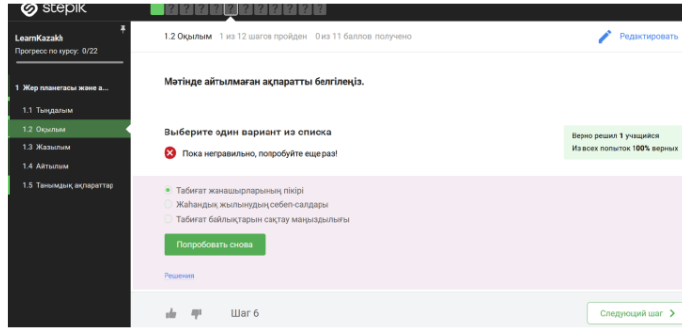 stepik
LearnKazakh
Прогресс по курсу: 0/22
1 Жер планетасы және а...
1.1 Тыңдалым
1.2 Оқылым
1.3 Жазылым
1.4 Айтылым
1.5 Танымдық ақпараттар
1.2 Оқылым 1 из 12 шагов пройден 0 из 11 баллов получено
Редактировать
Мәтінде айтылмаған ақпаратты белгілеңіз.
Выберите один вариант из списка
Пока неправильно, попробуйте еще раз!
Верно решил 1 учащийся
Из всех попыток 100% верных
Табиғат жанашырларының пікірі
Жаһандық жылынудың себеп-салдары
Табиғат байлықтарын сақтау маңыздылығы
Попробовать снова
Решения
Шаг 6
Следующий шаг